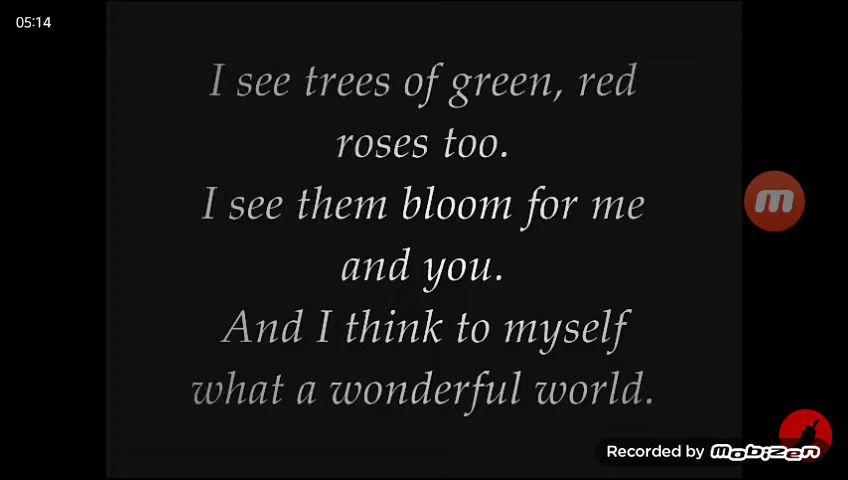 05:14
I see trees of green, red
roses too.
I see them bloom for me
and you.
And I think to myself
what a wonderful world.
Recorded by mobizen